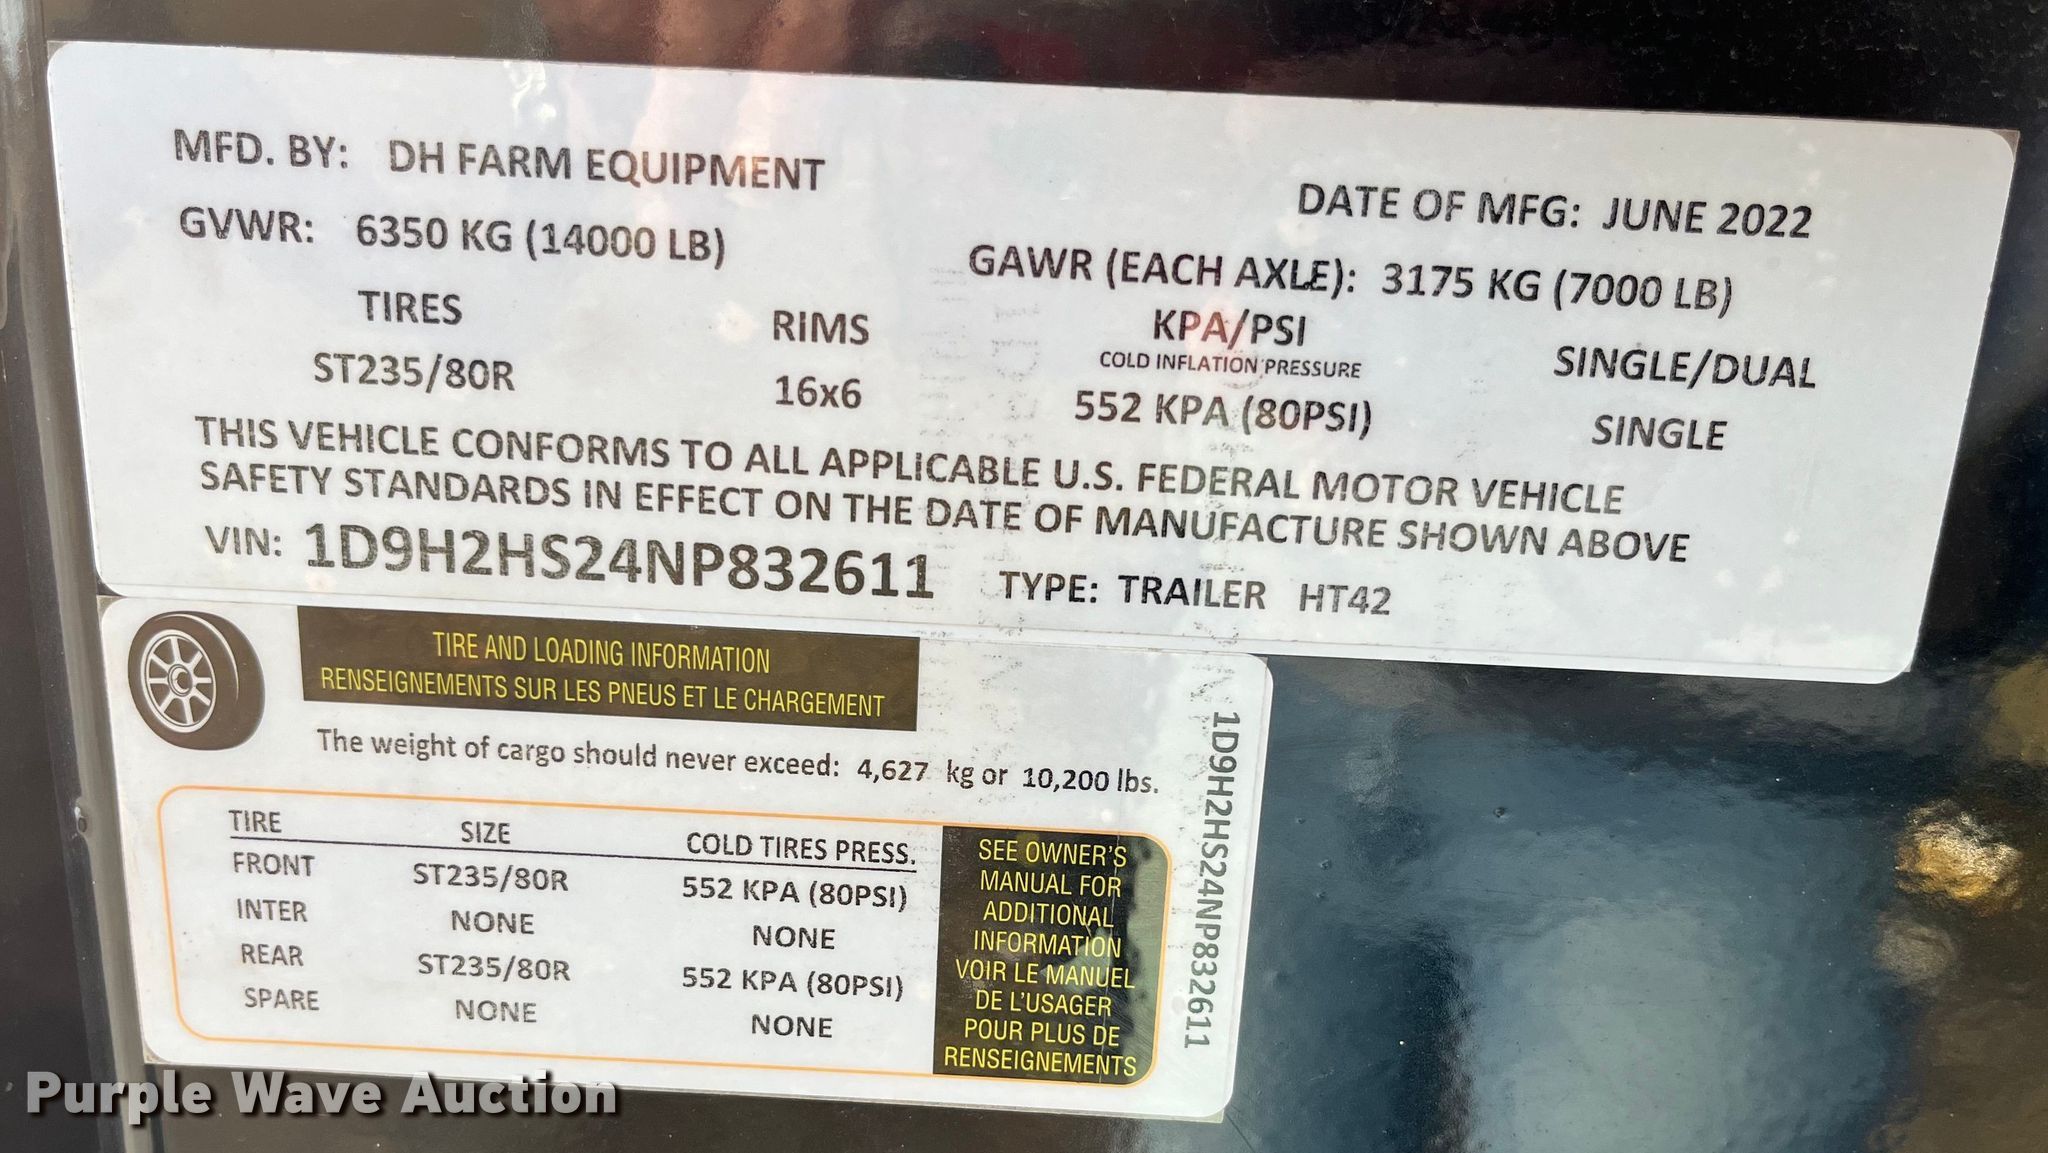 MFD. BY: DH FARM EQUIPMENT
DATE OF MFG: JUNE 2022
GVWR: 6350 KG (14000 LB)
GAWR (EACH AXLE): 3175 KG (7000 LB)
TIRES RIMS KPA/PSI SINGLE/DUAL
COLD INFLATION PRESSURE
ST235/80R 16x6 552 KPA (80PSI) SINGLE
THIS VEHICLE CONFORMS TO ALL APPLICABLE U.S. FEDERAL MOTOR VEHICLE
SAFETY STANDARDS IN EFFECT ON THE DATE OF MANUFACTURE SHOWN ABOVE
VIN: 1D9H2HS24NP832611 TYPE: TRAILER HT42
TIRE AND LOADING INFORMATION
RENSEIGNEMENTS SUR LES PNEUS ET LE CHARGEMENT
The weight of cargo should never exceed: 4,627 kg or 10,200 lbs.
TIRE SIZE COLD TIRES PRESS.
FRONT ST235/80R 552 KPA (80PSI)
INTER NONE NONE
REAR ST235/80R 552 KPA (80PSI)
SPARE NONE NONE
SEE OWNER'S
MANUAL FOR
ADDITIONAL
INFORMATION
VOIR LE MANUEL
DE L'USAGER
POUR PLUS DE
RENSEIGNEMENTS
1D9H2HS24NP832611
Purple Wave Auction